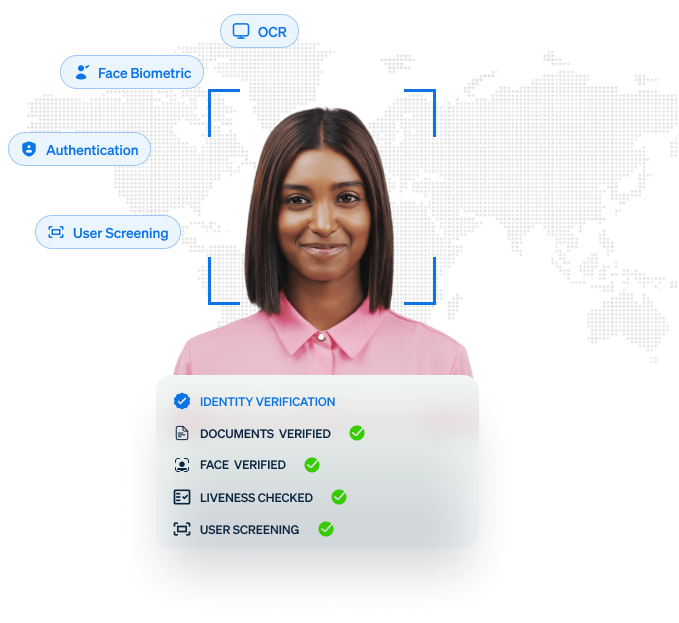 OCR
Face Biometric
Authentication
User Screening
IDENTITY VERIFICATION
DOCUMENTS VERIFIED
FACE VERIFIED
LIVENESS CHECKED
USER SCREENING